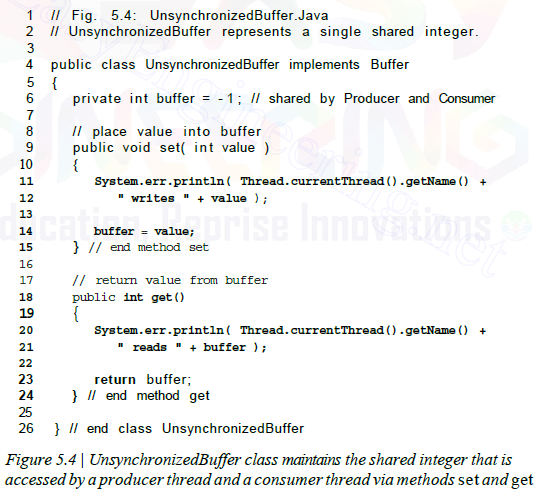 1 // Fig. 5.4: UnsynchronizedBuffer.Java
2 // UnsynchronizedBuffer represents a single shared integer.
3
4 public class UnsynchronizedBuffer implements Buffer
5 {
6 private int buffer = -1; // shared by Producer and Consumer
7
8 // place value into buffer
9 public void set( int value )
10 {
11 System.err.println( Thread.currentThread().getName() +
12 " writes " + value );
13
14 buffer = value;
15 } // end method set
16
17 // return value from buffer
18 public int get()
19 {
20 System.err.println( Thread.currentThread().getName() +
21 " reads " + buffer );
22
23 return buffer;
24 } // end method get
25
26 } // end class UnsynchronizedBuffer
Figure 5.4 | UnsynchronizedBuffer class maintains the shared integer that is
accessed by a producer thread and a consumer thread via methods set and get